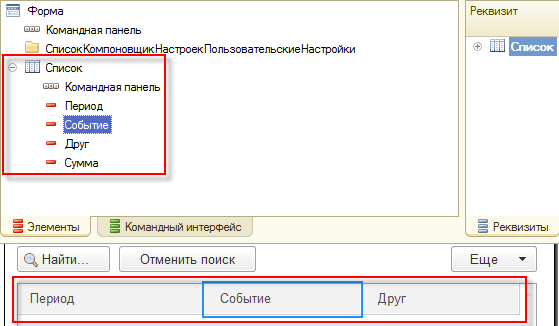 Форма
Командная панель
СписокКомпоновщикНастроекПользовательскиеНастройки
Список
Командная панель
Период
Событие
Друг
Сумма
Элементы
Командный интерфейс
Реквизит
Список
Реквизиты
Найти...
Отменить поиск
Еще
Период
Событие
Друг